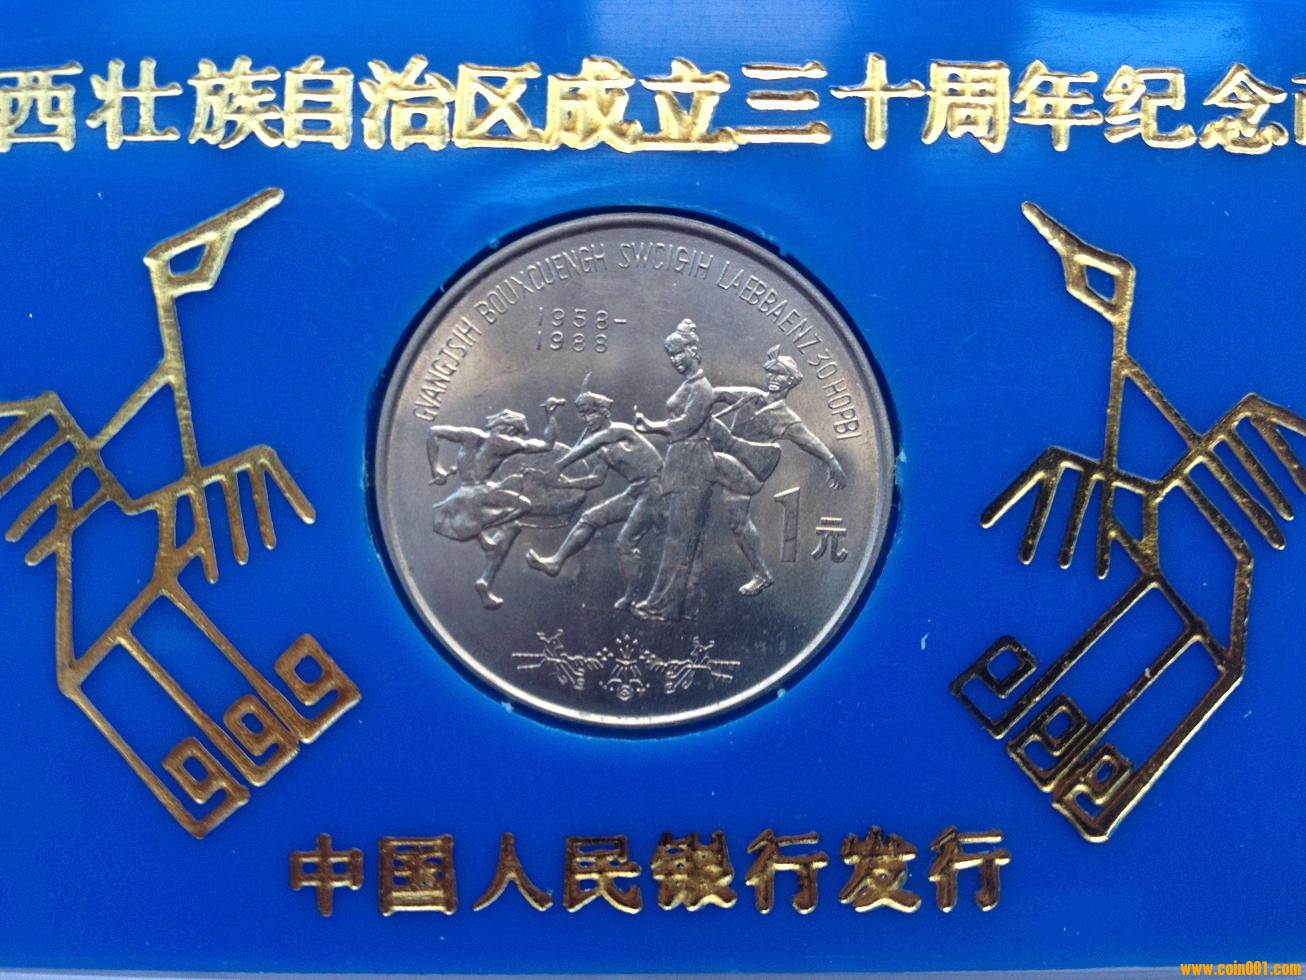 西壮族自治区成立三十周年纪念
GVANGJSIH BOUXCUENGH SWCIGIH LAEBBAENZ 30 HOPBI
1958-
1988
1元
中国人民银行发行
www.coin001.com